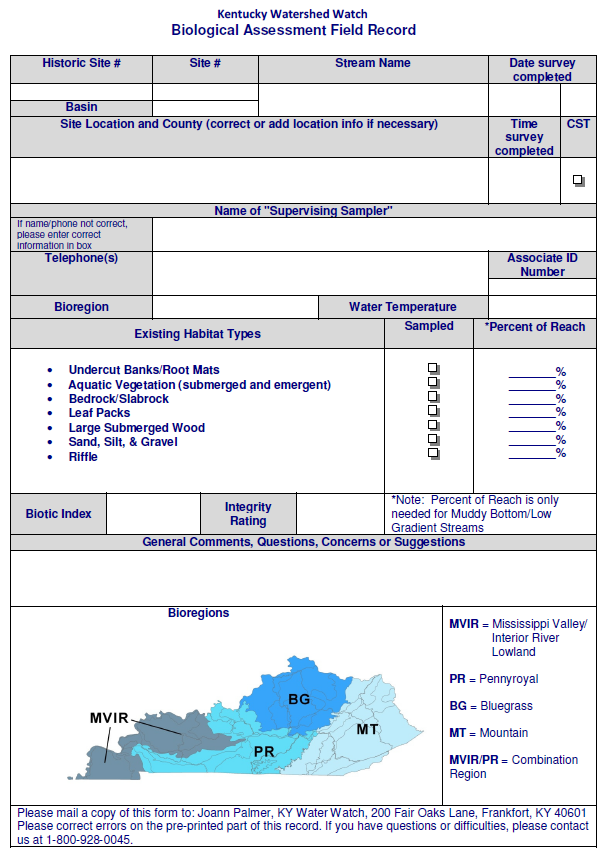 Kentucky Watershed Watch
Biological Assessment Field Record
Historic Site #
Site #
Stream Name
Date survey
completed
Basin
Site Location and County (correct or add location info if necessary)
Time
survey
completed
CST
Name of "Supervising Sampler"
If name/phone not correct,
please enter correct
information in box
Telephone(s)
Associate ID
Number
Bioregion
Water Temperature
Existing Habitat Types
Sampled
*Percent of Reach
• Undercut Banks/Root Mats
_______%
• Aquatic Vegetation (submerged and emergent)
_______%
• Bedrock/Slabrock
_______%
• Leaf Packs
_______%
• Large Submerged Wood
_______%
• Sand, Silt, & Gravel
_______%
• Riffle
_______%
Biotic Index
Integrity
Rating
*Note: Percent of Reach is only
needed for Muddy Bottom/Low
Gradient Streams
General Comments, Questions, Concerns or Suggestions
Bioregions
BG
MVIR
MT
PR
MVIR = Mississippi Valley/
Interior River
Lowland
PR = Pennyroyal
BG = Bluegrass
MT = Mountain
MVIR/PR = Combination
Region
Please mail a copy of this form to: Joann Palmer, KY Water Watch, 200 Fair Oaks Lane, Frankfort, KY 40601
Please correct errors on the pre-printed part of this record. If you have questions or difficulties, please contact
us at 1-800-928-0045.